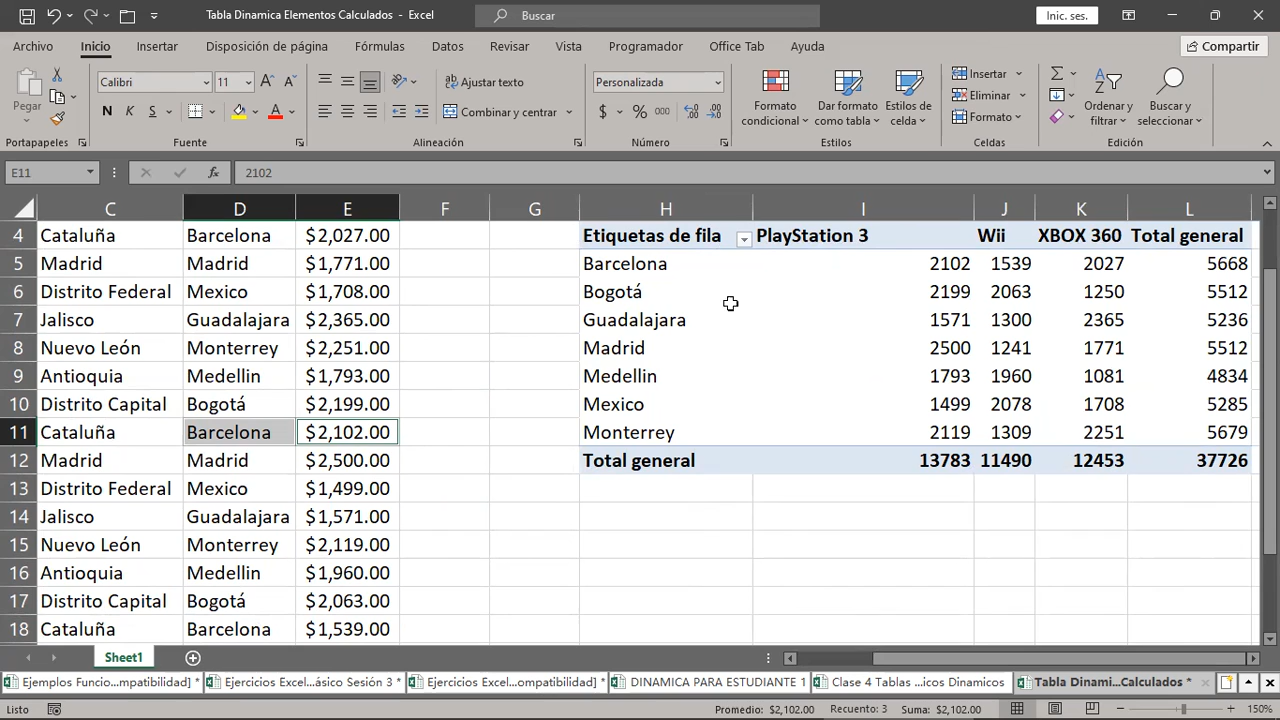 Tabla Dinamica Elementos Calculados - Excel
Buscar
Inic. ses.
Archivo Inicio Insertar Disposición de página Fórmulas Datos Revisar Vista Programador Office Tab Ayuda
Compartir
Pegar
Calibri 11
N K S
Ajustar texto
Combinar y centrar
Personalizada
$ % 000
Formato condicional
Dar formato como tabla
Estilos de celda
Insertar
Eliminar
Formato
Ordenar y filtrar
Buscar y seleccionar
Portapapeles Fuente Alineación Número Estilos Celdas Edición
E11 fx 2102
C D E F G H I J K L
4 Cataluña Barcelona $2,027.00 Etiquetas de fila PlayStation 3 Wii XBOX 360 Total general
5 Madrid Madrid $1,771.00 Barcelona 2102 1539 2027 5668
6 Distrito Federal Mexico $1,708.00 Bogotá 2199 2063 1250 5512
7 Jalisco Guadalajara $2,365.00 Guadalajara 1571 1300 2365 5236
8 Nuevo León Monterrey $2,251.00 Madrid 2500 1241 1771 5512
9 Antioquia Medellin $1,793.00 Medellin 1793 1960 1081 4834
10 Distrito Capital Bogotá $2,199.00 Mexico 1499 2078 1708 5285
11 Cataluña Barcelona $2,102.00 Monterrey 2119 1309 2251 5679
12 Madrid Madrid $2,500.00 Total general 13783 11490 12453 37726
13 Distrito Federal Mexico $1,499.00
14 Jalisco Guadalajara $1,571.00
15 Nuevo León Monterrey $2,119.00
16 Antioquia Medellin $1,960.00
17 Distrito Capital Bogotá $2,063.00
18 Cataluña Barcelona $1,539.00
Sheet1
Ejemplos Funcio...mpatibilidad] * Ejercicios Excel...ásico Sesión 3 * Ejercicios Excel...ompatibilidad] * DINAMICA PARA ESTUDIANTE 1 Clase 4 Tablas ...icos Dinamicos Tabla Dinami...Calculados *
Listo Promedio: $2,102.00 Recuento: 3 Suma: $2,102.00 150%